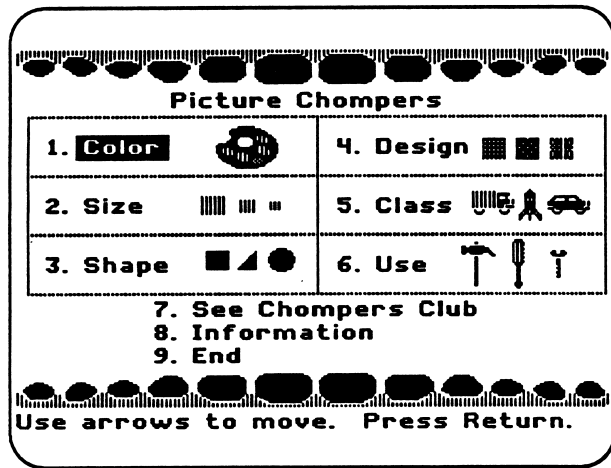 Picture Chompers
1. Color
4. Design
2. Size
5. Class
3. Shape
6. Use
7. See Chompers Club
8. Information
9. End
Use arrows to move. Press Return.